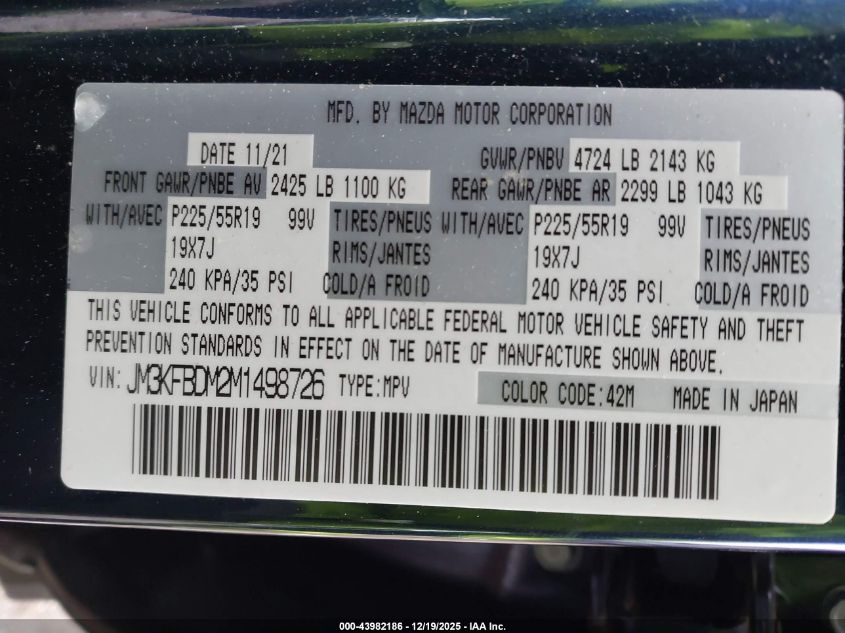 MFD. BY MAZDA MOTOR CORPORATION
DATE 11/21 GVWR/PNBV 4724 LB 2143 KG
FRONT GAWR/PNBE AV 2425 LB 1100 KG REAR GAWR/PNBE AR 2299 LB 1043 KG
WITH/AVEC P225/55R19 99V TIRES/PNEUS WITH/AVEC P225/55R19 99V TIRES/PNEUS
19X7J RIMS/JANTES 19X7J RIMS/JANTES
240 KPA/35 PSI COLD/A FROID 240 KPA/35 PSI COLD/A FROID
THIS VEHICLE CONFORMS TO ALL APPLICABLE FEDERAL MOTOR VEHICLE SAFETY AND THEFT
PREVENTION STANDARDS IN EFFECT ON THE DATE OF MANUFACTURE SHOWN ABOVE.
VIN: JM3KFBDM2M1498726 TYPE:MPV COLOR CODE:42M MADE IN JAPAN
000-43982186 - 12/19/2025 - IAA Inc.